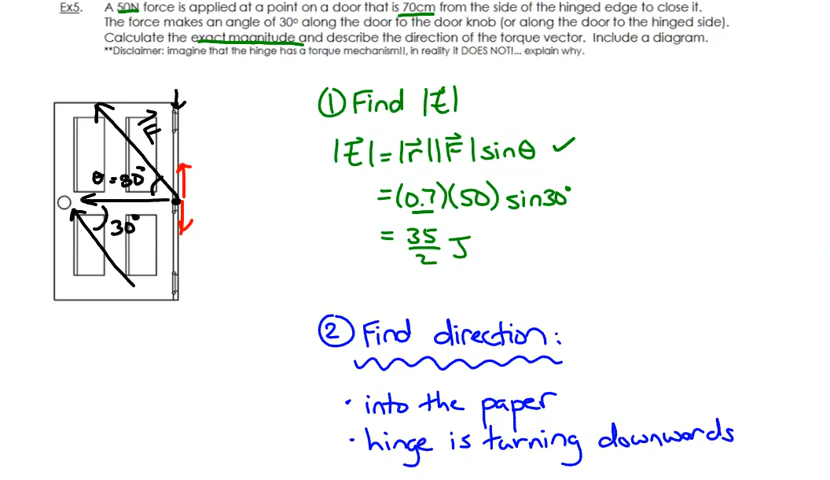 Ex5. A 50N force is applied at a point on a door that is 70cm from the side of the hinged edge to close it.
The force makes an angle of 30° along the door to the door knob (or along the door to the hinged side).
Calculate the exact magnitude and describe the direction of the torque vector. Include a diagram.
**Disclaimer: imagine that the hinge has a torque mechanism!!, in reality it DOES NOT!... explain why.
① Find |τ⃗|
F⃗
|τ⃗| = |r⃗||F⃗| sinθ ✓
θ = 30°
= (0.7)(50) sin30°
30°
= 35/2 J
② Find direction:
• into the paper
• hinge is turning downwards